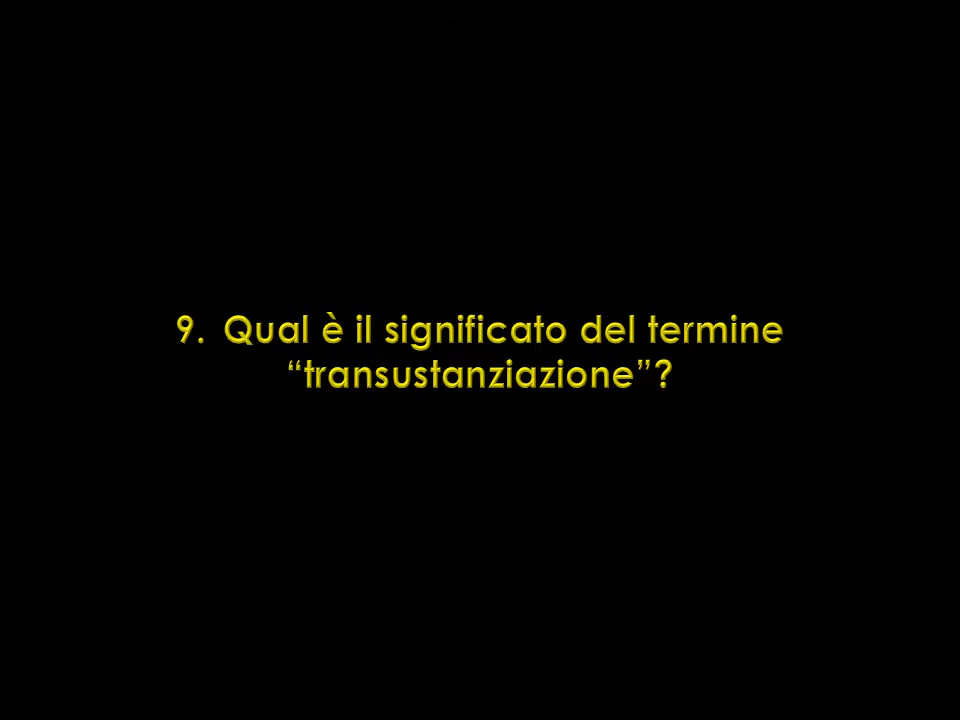 9. Qual è il significato del termine
“transustanziazione”?